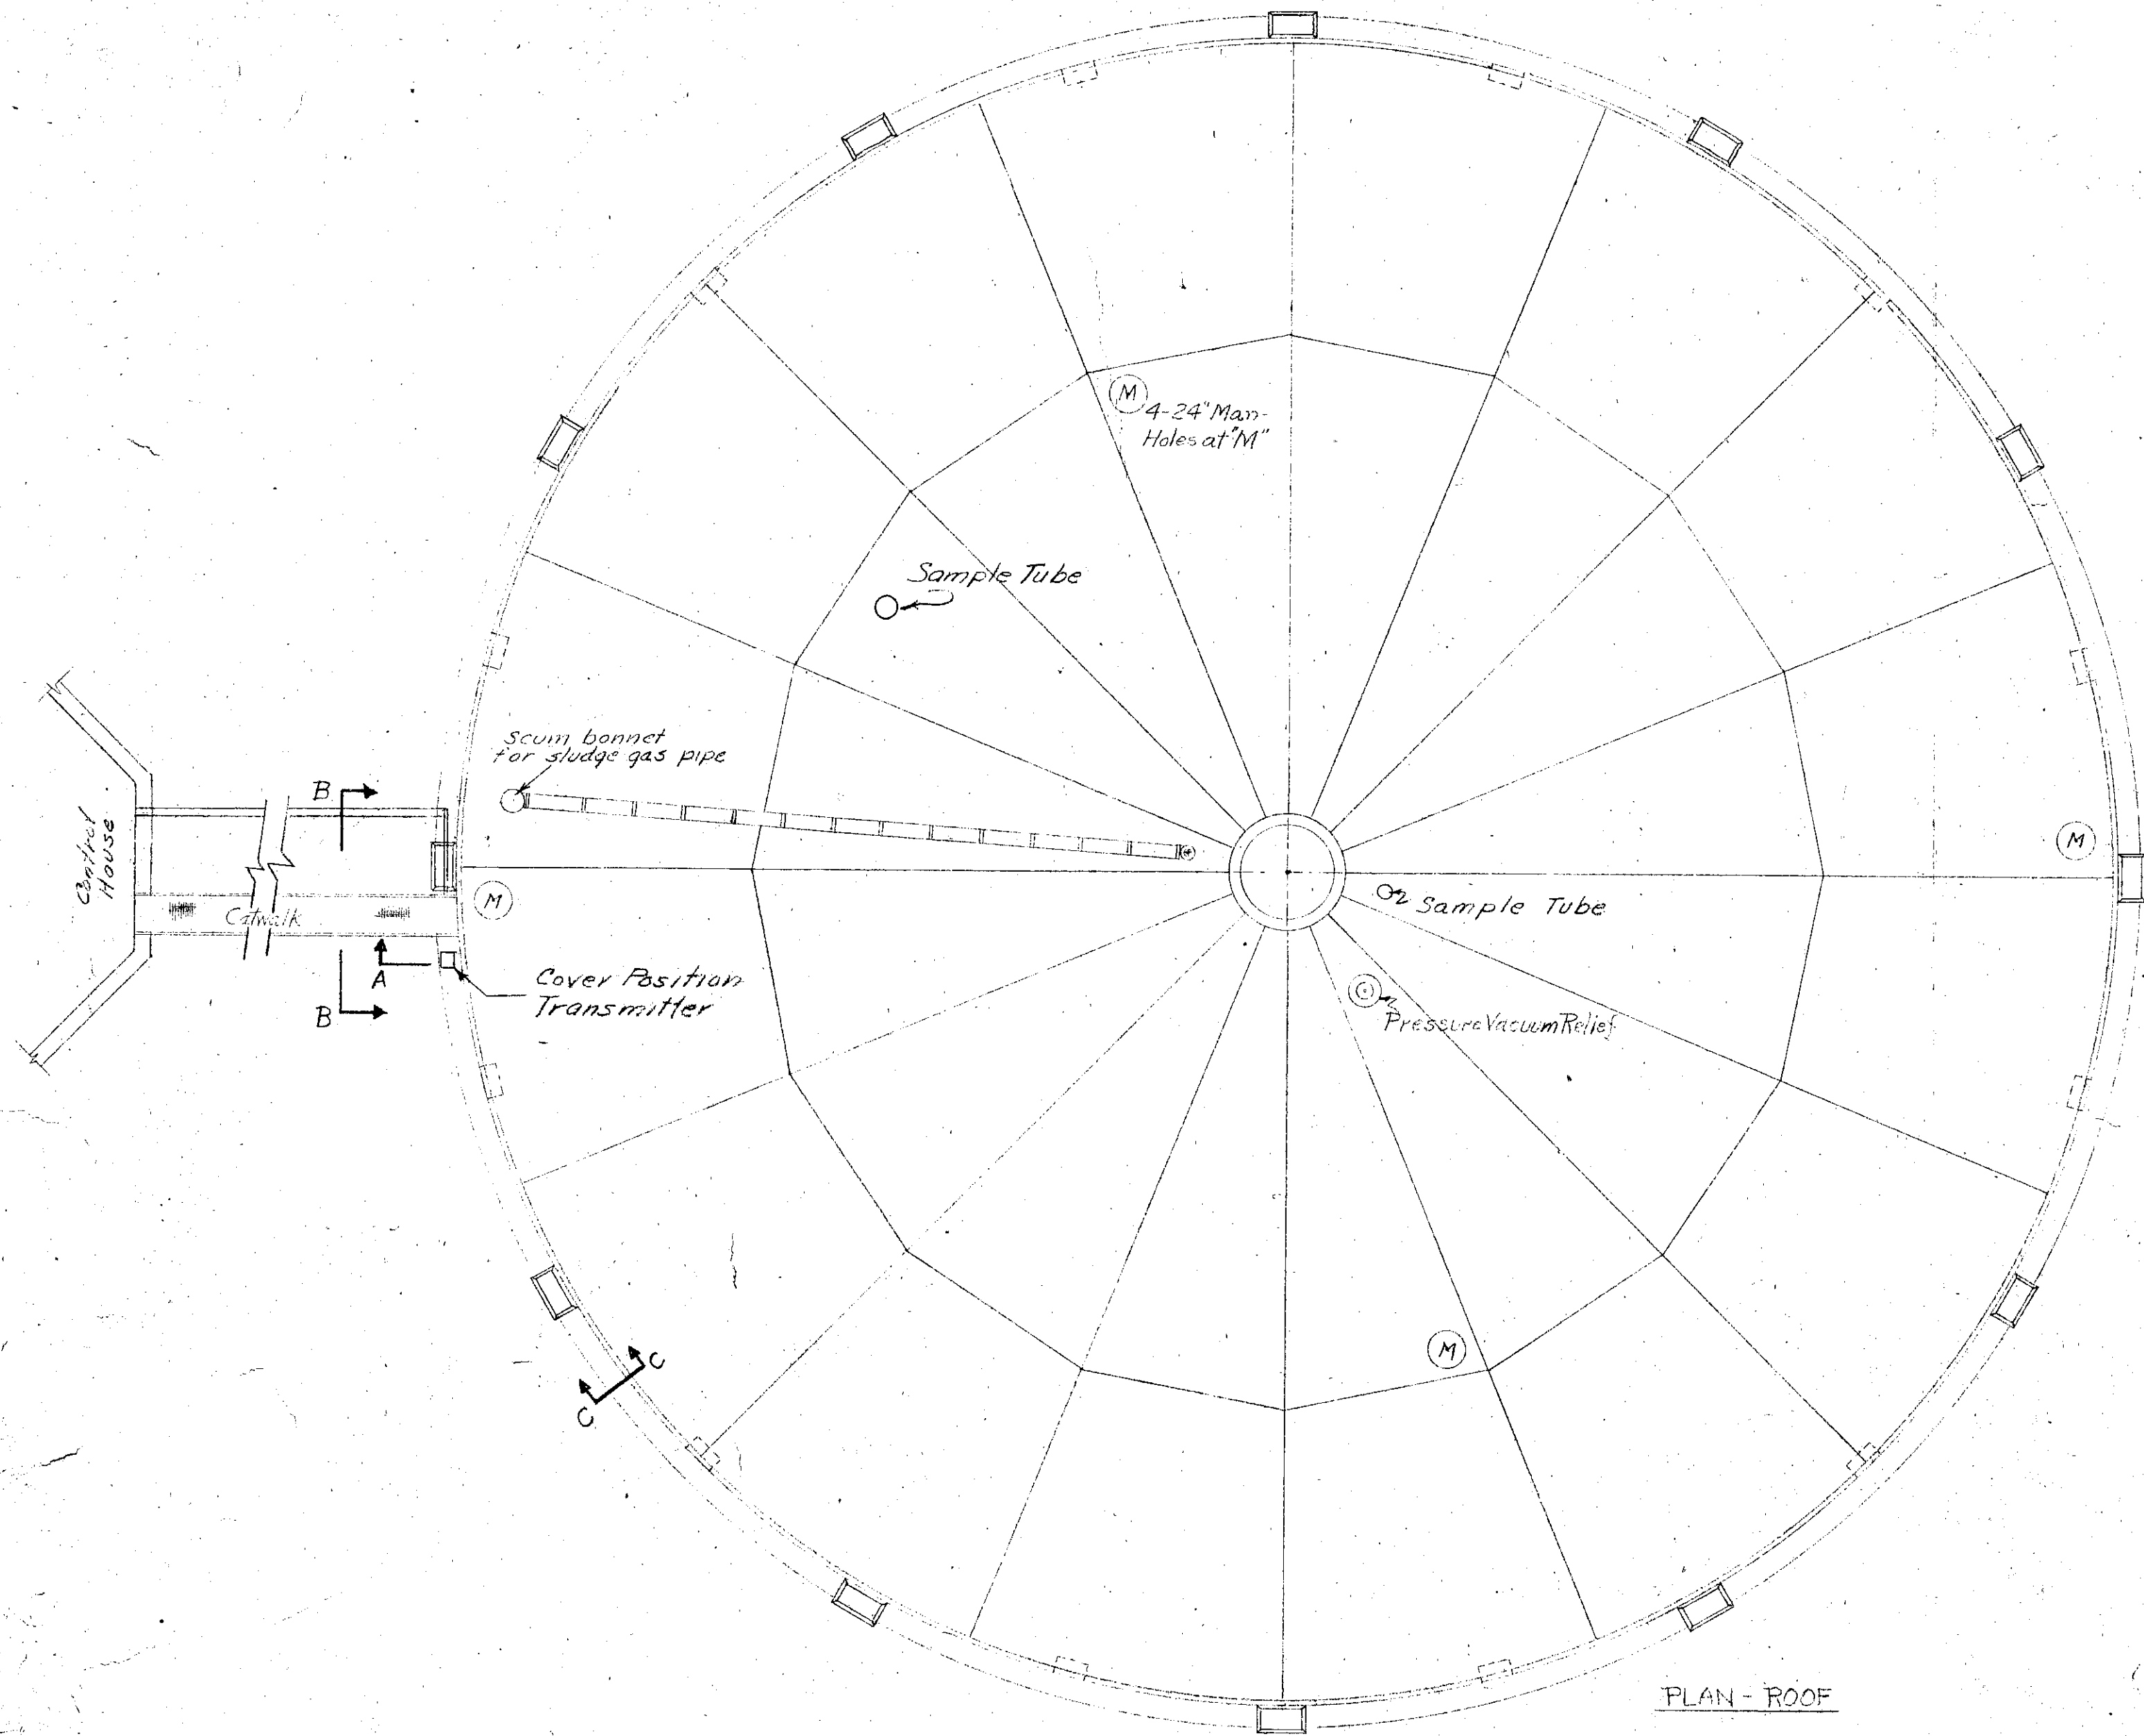 M
4-24" Man-
Holes at "M"
Sample Tube
Scum bonnet
for sludge gas pipe
B
Control
House
M
M
Catwalk
Sample Tube
A
Cover Position
Transmitter
B
Pressure Vacuum Relief
M
C
C
PLAN - ROOF